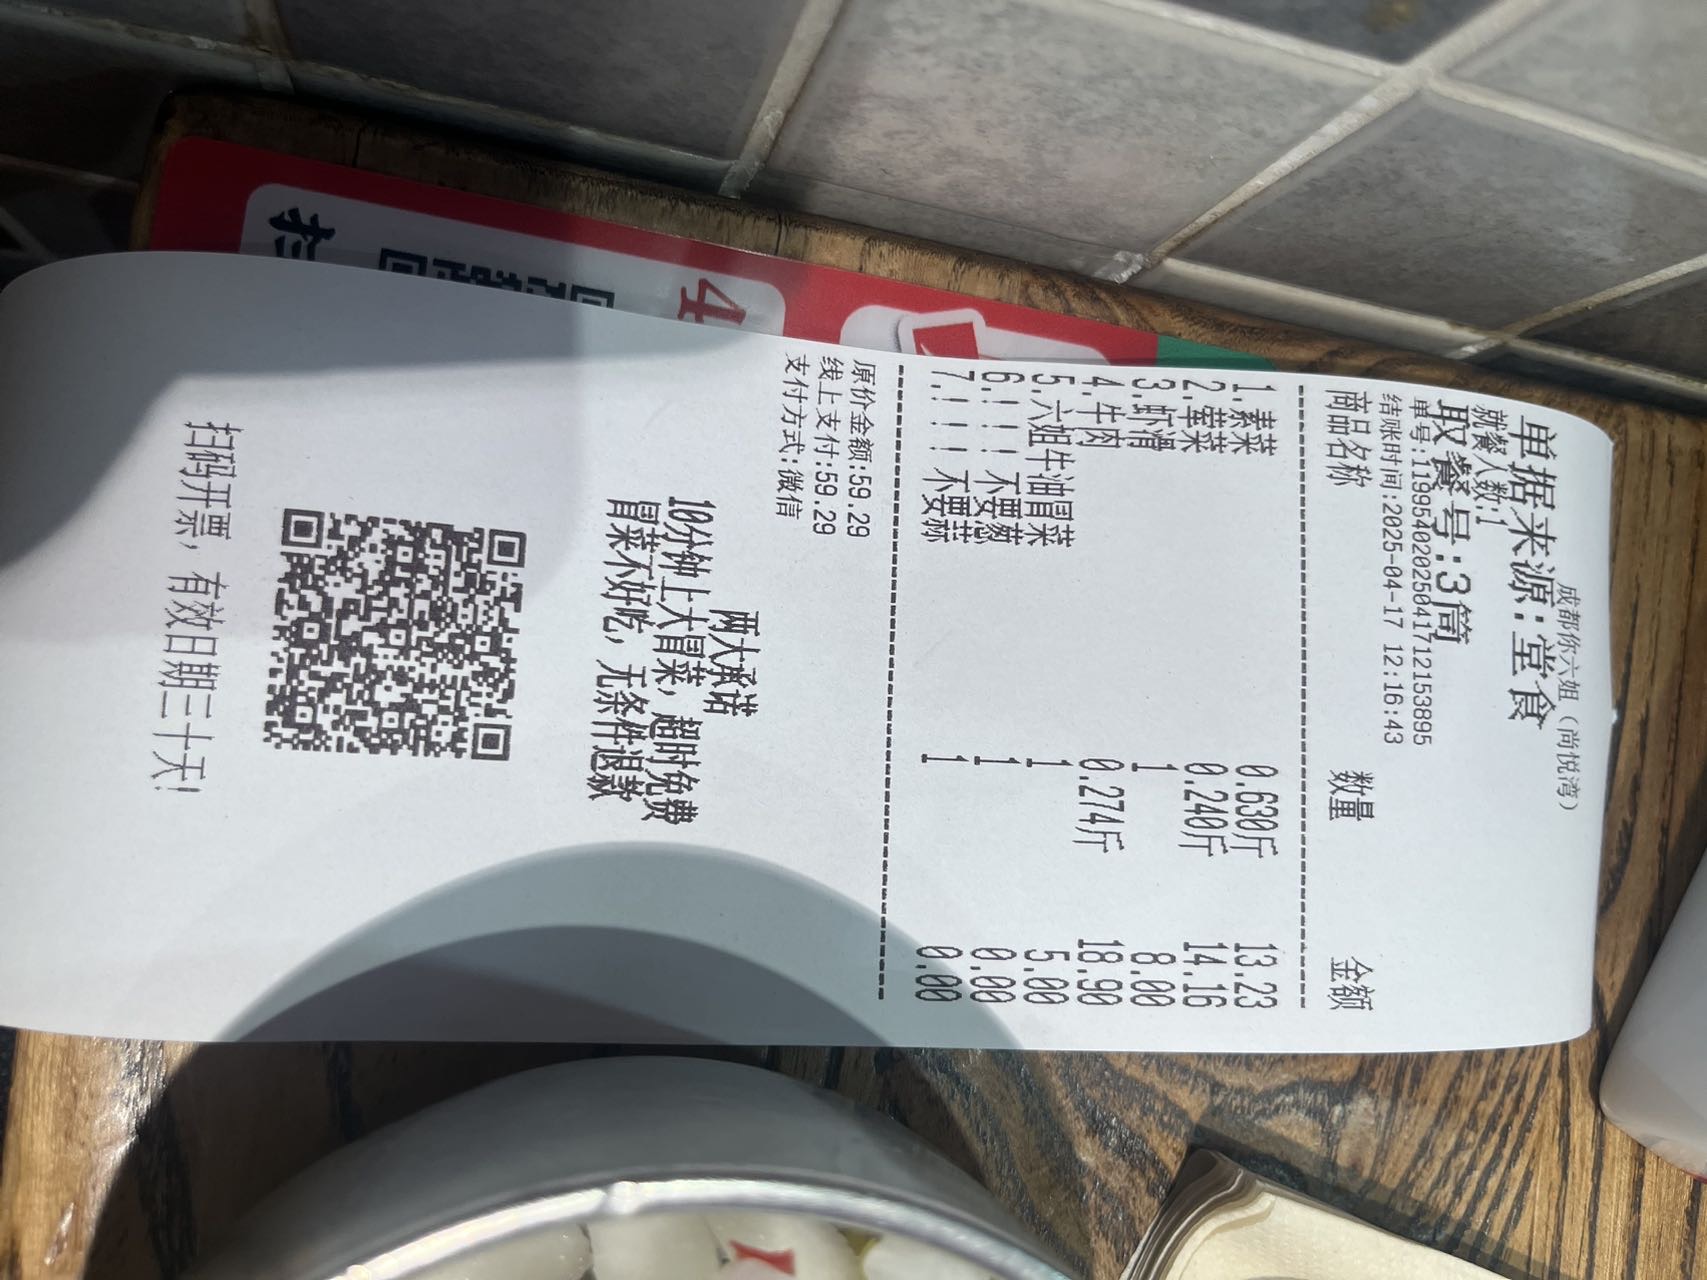 成都你六姐（尚悦湾）
单据来源:堂食
就餐人数:1
取餐号:3筒
单号:11995402025041712153895
结账时间:2025-04-17 12:16:43
商品名称 数量 金额
1.素菜 0.630斤 13.23
2.荤菜 0.240斤 14.16
3.虾滑 1 8.00
4.牛肉 0.274斤 18.90
5.六姐牛油冒菜 1 5.00
6.!!!不要葱 1 0.00
7.!!!不要蒜 1 0.00
原价金额:59.29
线上支付:59.29
支付方式:微信
两大承诺
10分钟上大冒菜，超时免费
冒菜不好吃，无条件退款
扫码开票，有效日期三十天!
4
扫